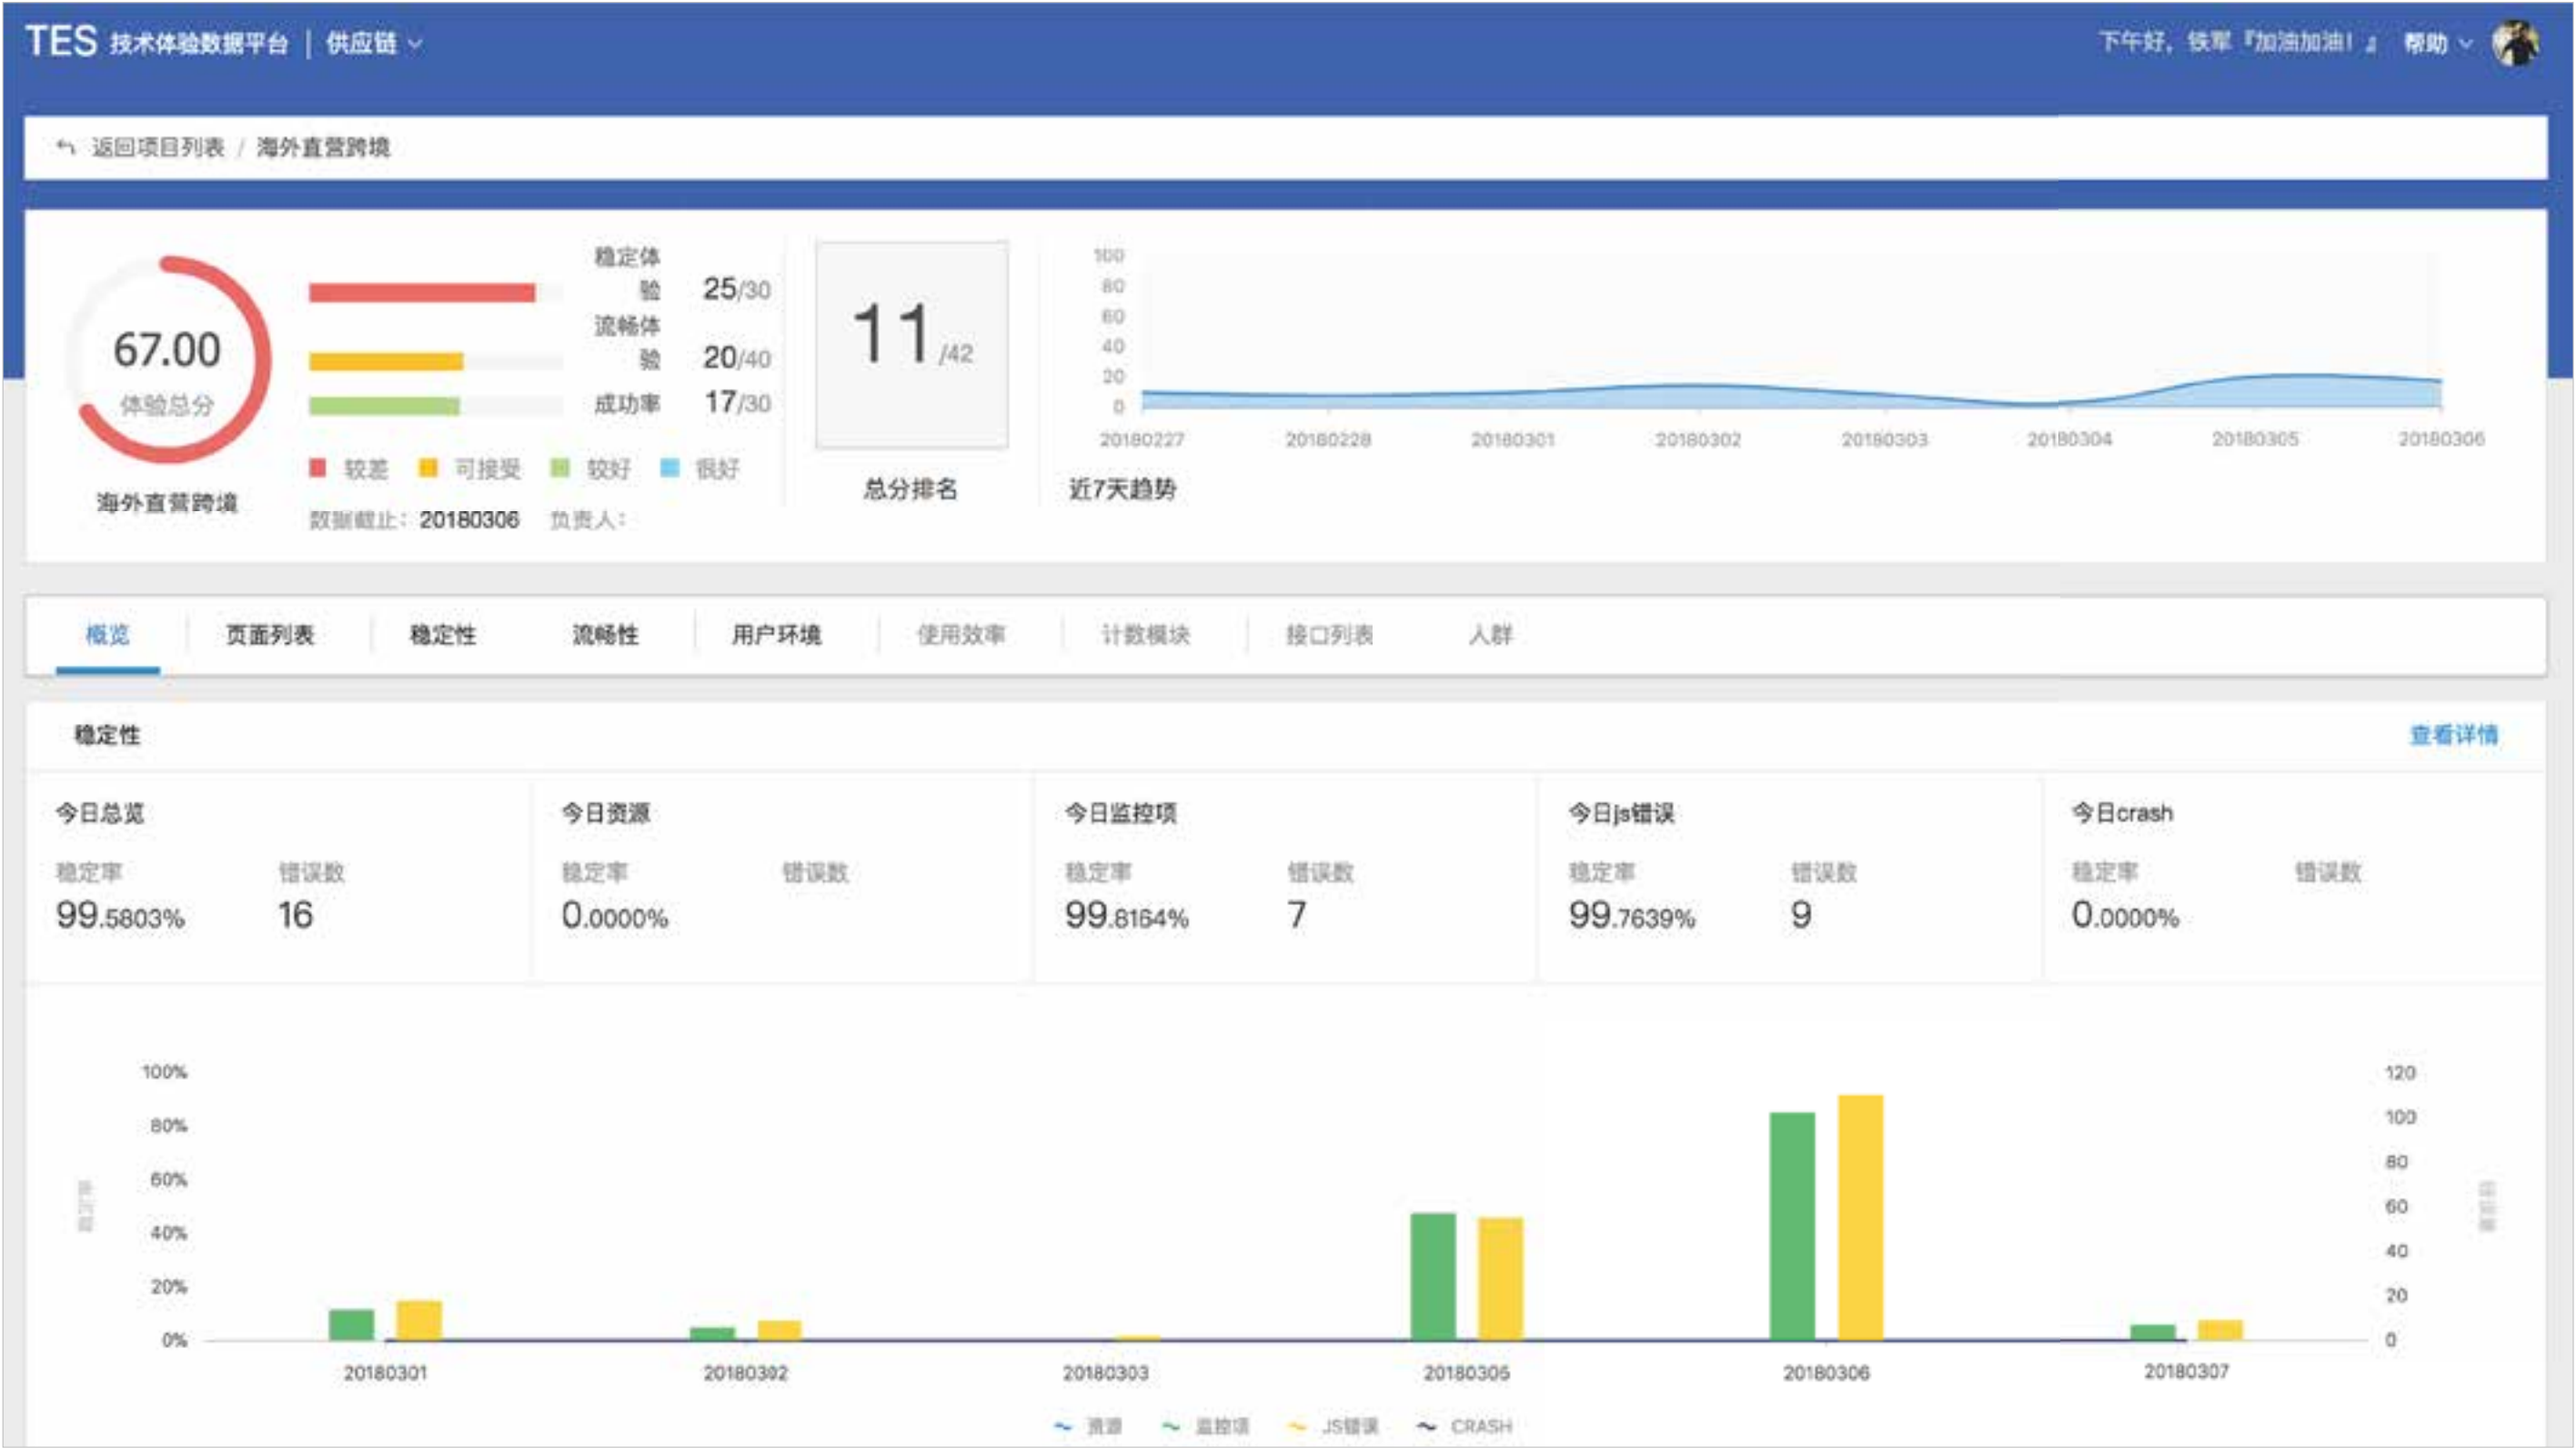 TES 技术体验数据平台 | 供应链
下午好，铁军『加油加油！』 帮助
返回项目列表 / 海外直营跨境
67.00
体验总分
海外直营跨境
稳定体验 25/30
流畅体验 20/40
成功率 17/30
较差 可接受 较好 很好
数据截止：20180306 负责人：
11/42
总分排名
100
80
60
40
20
0
20180227 20180228 20180301 20180302 20180303 20180304 20180305 20180306
近7天趋势
概览 页面列表 稳定性 流畅性 用户环境 使用效率 计数模块 接口列表 人群
稳定性 查看详情
今日总览 今日资源 今日监控项 今日js错误 今日crash
稳定率 错误数 稳定率 错误数 稳定率 错误数 稳定率 错误数 稳定率 错误数
99.5803% 16 0.0000% 99.8164% 7 99.7639% 9 0.0000%
100% 120
80% 100
60% 80
40% 60
20% 40
0% 20
0
稳定率
20180301 20180302 20180303 20180305 20180306 20180307
资源 监控项 JS错误 CRASH